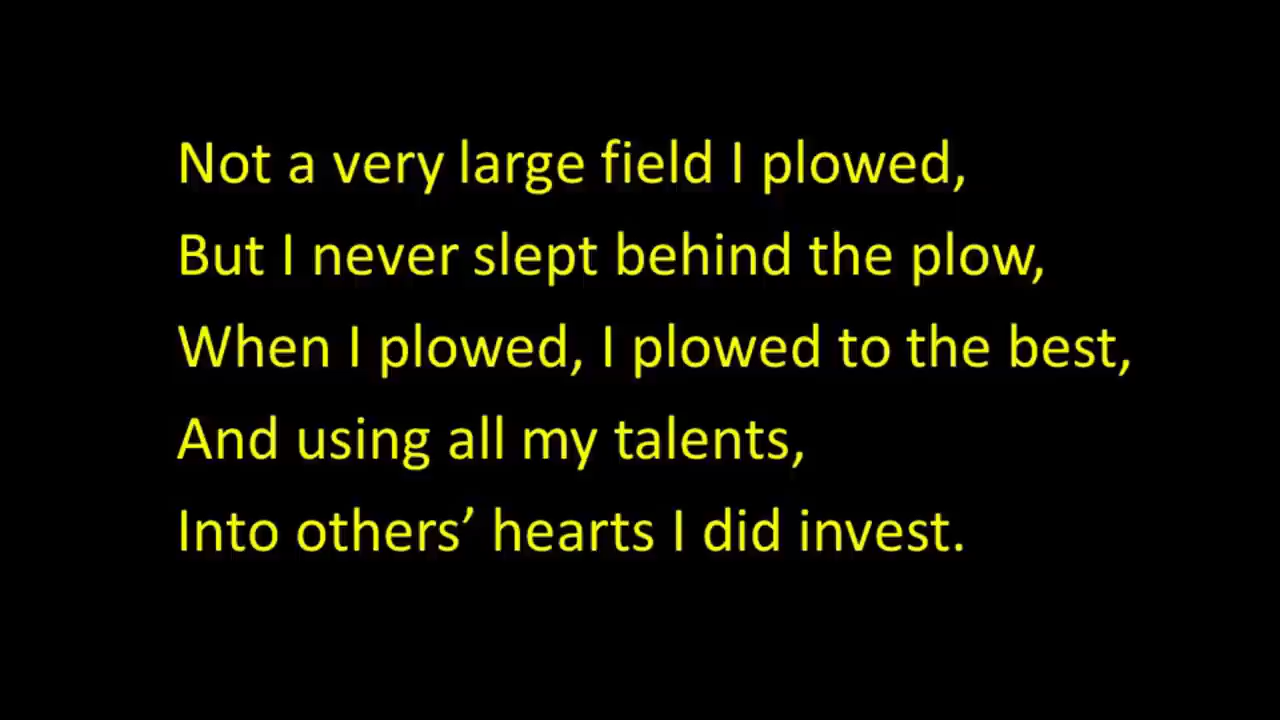 Not a very large field I plowed,
But I never slept behind the plow,
When I plowed, I plowed to the best,
And using all my talents,
Into others’ hearts I did invest.